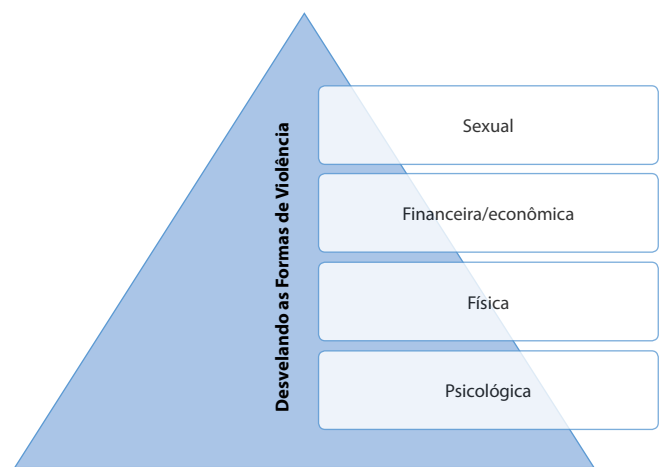 Desvelando as Formas de Violência
Sexual
Financeira/econômica
Física
Psicológica